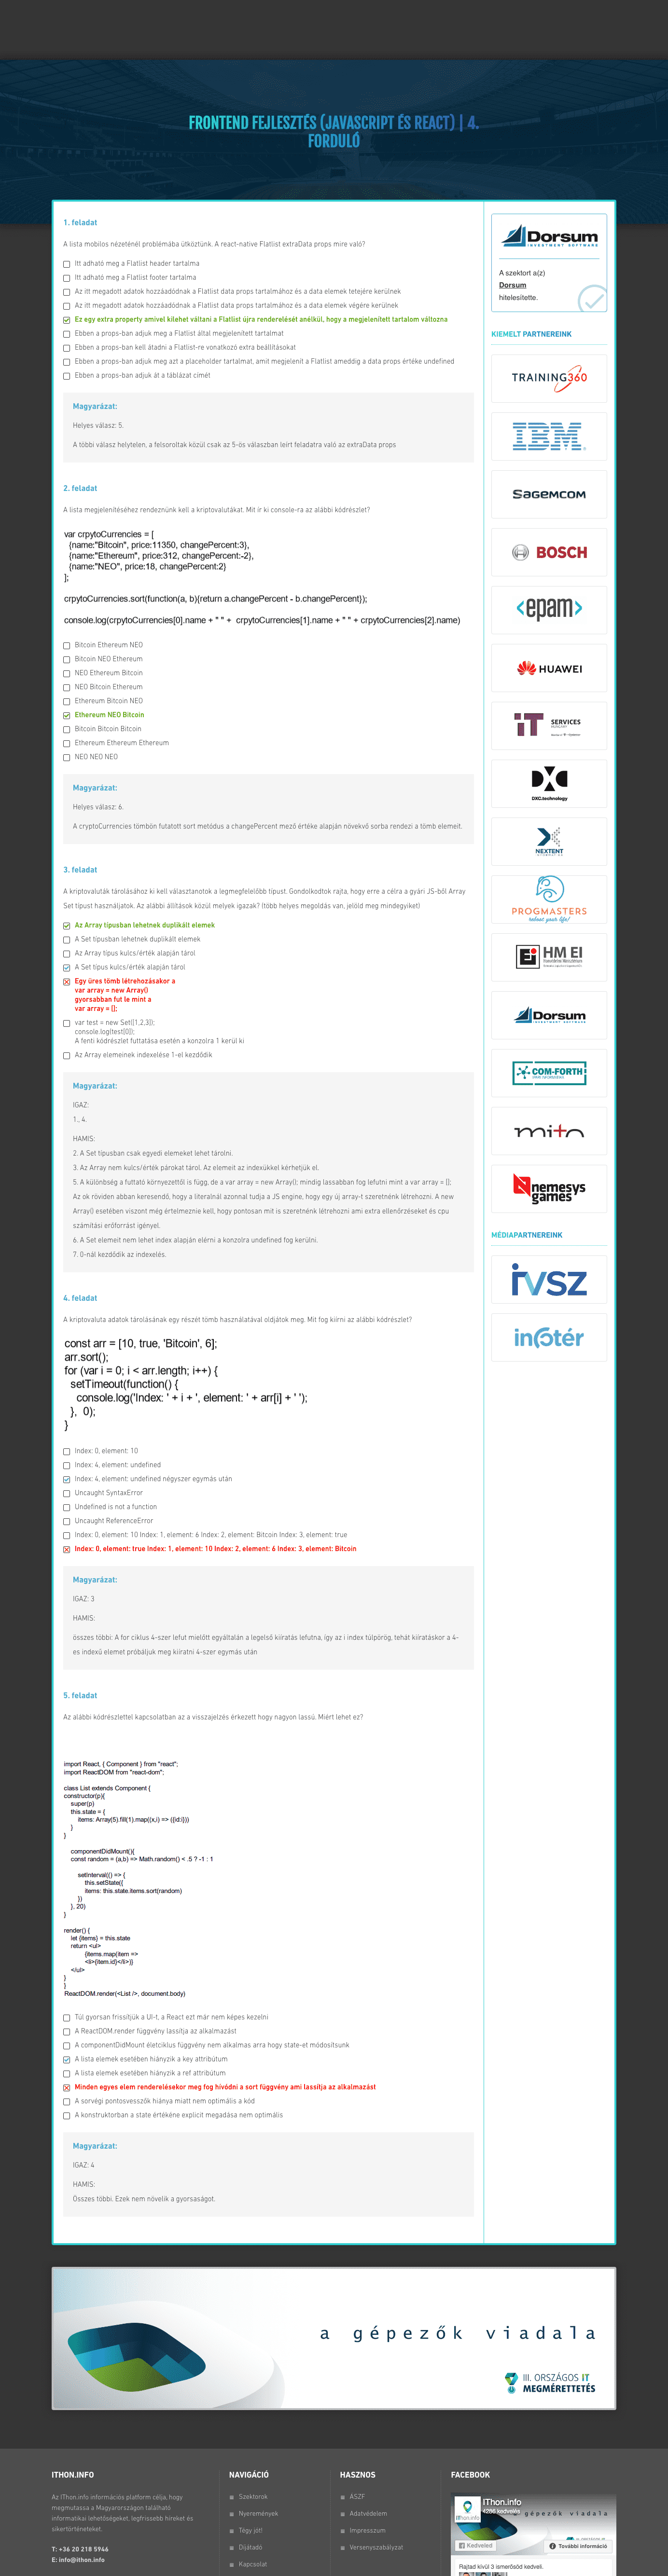 FRONTEND FEJLESZTÉS (JAVASCRIPT ÉS REACT) | 4.
FORDULÓ
1. feladat
A lista mobilos nézeténél problémába ütköztünk. A react-native Flatlist extraData props mire való?
Itt adható meg a Flatlist header tartalma
Itt adható meg a Flatlist footer tartalma
Az itt megadott adatok hozzáadódnak a Flatlist data props tartalmához és a data elemek tetejére kerülnek
Az itt megadott adatok hozzáadódnak a Flatlist data props tartalmához és a data elemek végére kerülnek
Ez egy extra property amivel kilehet váltani a Flatlist újra renderelését anélkül, hogy a megjelenített tartalom változna
Ebben a props-ban adjuk meg a Flatlist által megjelenített tartalmat
Ebben a props-ban kell átadni a Flatlist-re vonatkozó extra beállításokat
Ebben a props-ban adjuk meg azt a placeholder tartalmat, amit megjelenít a Flatlist ameddig a data props értéke undefined
Ebben a props-ban adjuk át a táblázat címét
Magyarázat:
Helyes válasz: 5.
A többi válasz helytelen, a felsoroltak közül csak az 5-ös válaszban leírt feladatra való az extraData props
2. feladat
A lista megjelenítéséhez rendeznünk kell a kriptovalutákat. Mit ír ki console-ra az alábbi kódrészlet?
var crpytoCurrencies = [
{name:"Bitcoin", price:11350, changePercent:3},
{name:"Ethereum", price:312, changePercent:-2},
{name:"NEO", price:18, changePercent:2}
];
crpytoCurrencies.sort(function(a, b){return a.changePercent - b.changePercent});
console.log(crpytoCurrencies[0].name + " " + crpytoCurrencies[1].name + " " + crpytoCurrencies[2].name)
Bitcoin Ethereum NEO
Bitcoin NEO Ethereum
NEO Ethereum Bitcoin
NEO Bitcoin Ethereum
Ethereum Bitcoin NEO
Ethereum NEO Bitcoin
Bitcoin Bitcoin Bitcoin
Ethereum Ethereum Ethereum
NEO NEO NEO
Magyarázat:
Helyes válasz: 6.
A cryptoCurrencies tömbön futatott sort metódus a changePercent mező értéke alapján növekvő sorba rendezi a tömb elemeit.
3. feladat
A kriptovaluták tárolásához ki kell választanotok a legmegfelelőbb típust. Gondolkodtok rajta, hogy erre a célra a gyári JS-ből Array
Set típust használjatok. Az alábbi állítások közül melyek igazak? (több helyes megoldás van, jelöld meg mindegyiket)
Az Array típusban lehetnek duplikált elemek
A Set típusban lehetnek duplikált elemek
Az Array típus kulcs/érték alapján tárol
A Set típus kulcs/érték alapján tárol
Egy üres tömb létrehozásakor a
var array = new Array()
gyorsabban fut le mint a
var array = [];
var test = new Set([1,2,3]);
console.log(test[0]);
A fenti kódrészlet futtatása esetén a konzolra 1 kerül ki
Az Array elemeinek indexelése 1-el kezdődik
Magyarázat:
IGAZ:
1., 4.
HAMIS:
2. A Set típusban csak egyedi elemeket lehet tárolni.
3. Az Array nem kulcs/érték párokat tárol. Az elemeit az indexükkel kérhetjük el.
5. A különbség a futtató környezettől is függ, de a var array = new Array(); mindig lassabban fog lefutni mint a var array = [];
Az ok röviden abban keresendő, hogy a literalnál azonnal tudja a JS engine, hogy egy új array-t szeretnénk létrehozni. A new
Array() esetében viszont még értelmeznie kell, hogy pontosan mit is szeretnénk létrehozni ami extra ellenőrzéseket és cpu
számítási erőforrást igényel.
6. A Set elemeit nem lehet index alapján elérni a konzolra undefined fog kerülni.
7. 0-nál kezdődik az indexelés.
4. feladat
A kriptovaluta adatok tárolásának egy részét tömb használatával oldjátok meg. Mit fog kiírni az alábbi kódrészlet?
const arr = [10, true, 'Bitcoin', 6];
arr.sort();
for (var i = 0; i < arr.length; i++) {
setTimeout(function() {
console.log('Index: ' + i + ', element: ' + arr[i] + ' ');
}, 0);
}
Index: 0, element: 10
Index: 4, element: undefined
Index: 4, element: undefined négyszer egymás után
Uncaught SyntaxError
Undefined is not a function
Uncaught ReferenceError
Index: 0, element: 10 Index: 1, element: 6 Index: 2, element: Bitcoin Index: 3, element: true
Index: 0, element: true Index: 1, element: 10 Index: 2, element: 6 Index: 3, element: Bitcoin
Magyarázat:
IGAZ: 3
HAMIS:
összes többi: A for ciklus 4-szer lefut mielőtt egyáltalán a legelső kiíratás lefutna, így az i index túlpörög, tehát kiíratáskor a 4-
es indexű elemet próbáljuk meg kiíratni 4-szer egymás után
5. feladat
Az alábbi kódrészlettel kapcsolatban az a visszajelzés érkezett hogy nagyon lassú. Miért lehet ez?
import React, { Component } from "react";
import ReactDOM from "react-dom";
class List extends Component {
constructor(p){
super(p)
this.state = {
items: Array(5).fill(1).map((x,i) => ({id:i}))
}
}
componentDidMount(){
const random = (a,b) => Math.random() < .5 ? -1 : 1
setInterval(() => {
this.setState({
items: this.state.items.sort(random)
})
}, 20)
}
render() {
let {items} = this.state
return <ul>
{items.map(item =>
<li>{item.id}</li>)}
</ul>
}
}
ReactDOM.render(<List />, document.body)
Túl gyorsan frissítjük a UI-t, a React ezt már nem képes kezelni
A ReactDOM.render függvény lassítja az alkalmazást
A componentDidMount életciklus függvény nem alkalmas arra hogy state-et módosítsunk
A lista elemek esetében hiányzik a key attribútum
A lista elemek esetében hiányzik a ref attribútum
Minden egyes elem renderelésekor meg fog hívódni a sort függvény ami lassítja az alkalmazást
A sorvégi pontosvesszők hiánya miatt nem optimális a kód
A konstruktorban a state értékéne explicit megadása nem optimális
Magyarázat:
IGAZ: 4
HAMIS:
Összes többi. Ezek nem növelik a gyorsaságot.
Dorsum
INVESTMENT SOFTWARE
A szektort a(z)
Dorsum
hitelesítette.
KIEMELT PARTNEREINK
TRAINING360
IBM
SAGEMCOM
BOSCH
<epam>
HUAWEI
iT SERVICES
HUNGARY
DXC.technology
NEXTENT
PROGMASTERS
reboot your life!
HM EI
Dorsum
INVESTMENT SOFTWARE
COM-FORTH
mito
nemesys
games
MÉDIAPARTNEREINK
ivsz
infotér
a gépezők viadala
III. ORSZÁGOS iT
MEGMÉRETTETÉS
ITHON.INFO
Az IThon.info információs platform célja, hogy
megmutassa a Magyarországon található
informatikai lehetőségeket, legfrissebb híreket és
sikertörténeteket.
T: +36 20 218 5946
E: info@ithon.info
NAVIGÁCIÓ
Szektorok
Nyeremények
Tégy jót!
Díjátadó
Kapcsolat
HASZNOS
ÁSZF
Adatvédelem
Impresszum
Versenyszabályzat
FACEBOOK
IThon.info
IThon.info
4286 kedvelés
a gépezők viadala
Kedveled
További információ
Rajtad kívül 3 ismerősöd kedveli.